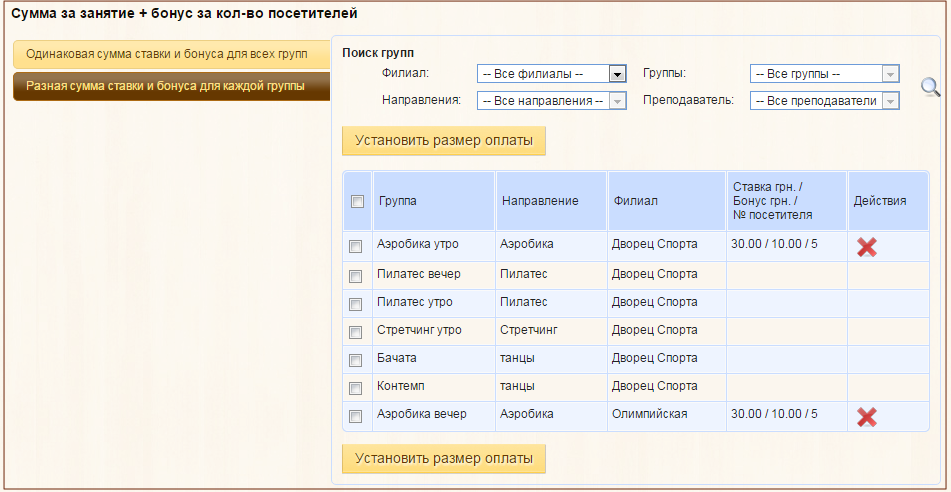 Сумма за занятие + бонус за кол-во посетителей
Одинаковая сумма ставки и бонуса для всех групп
Разная сумма ставки и бонуса для каждой группы
Поиск групп
Филиал: -- Все филиалы -- Группы: -- Все группы --
Направления: -- Все направления -- Преподаватель: -- Все преподаватели
Установить размер оплаты
Группа Направление Филиал Ставка грн. /
Бонус грн. /
№ посетителя Действия
Аэробика утро Аэробика Дворец Спорта 30.00 / 10.00 / 5
Пилатес вечер Пилатес Дворец Спорта
Пилатес утро Пилатес Дворец Спорта
Стретчинг утро Стретчинг Дворец Спорта
Бачата танцы Дворец Спорта
Контемп танцы Дворец Спорта
Аэробика вечер Аэробика Олимпийская 30.00 / 10.00 / 5
Установить размер оплаты